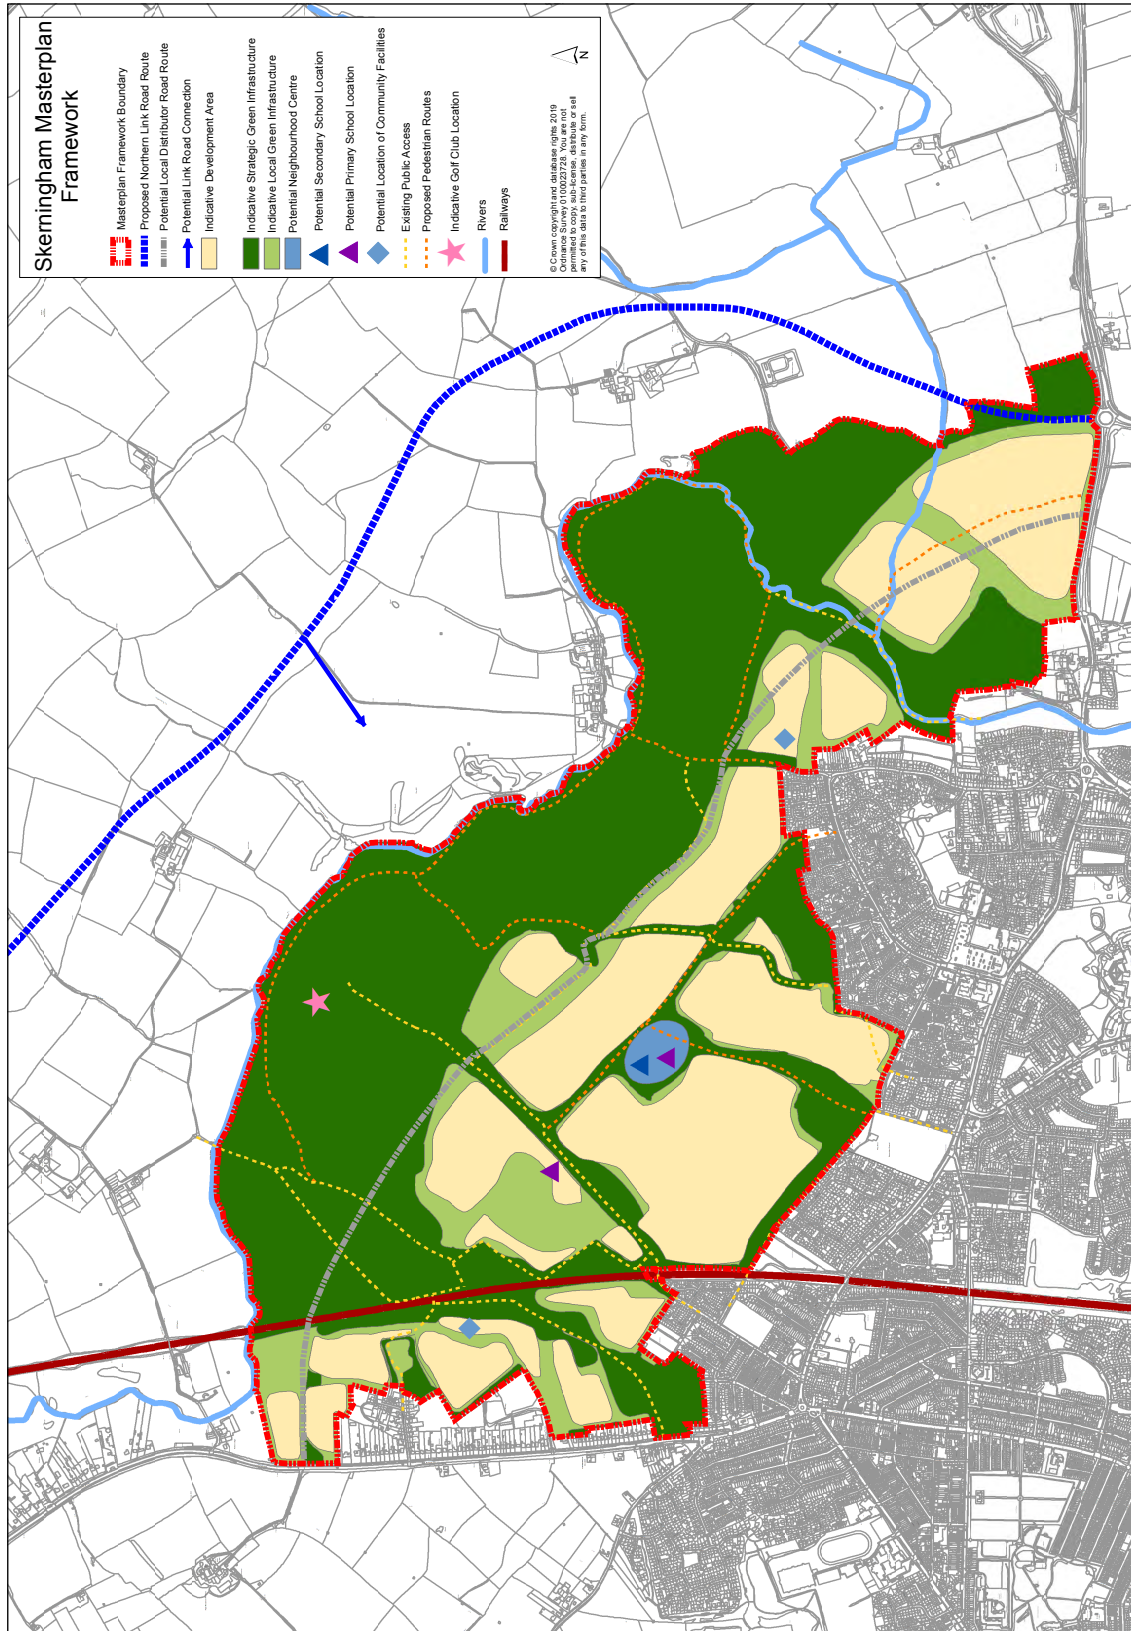 Skerningham Masterplan
Framework
Masterplan Framework Boundary
Proposed Northern Link Road Route
Potential Local Distributor Road Route
Potential Link Road Connection
Indicative Development Area
Indicative Strategic Green Infrastructure
Indicative Local Green Infrastructure
Potential Neighbourhood Centre
Potential Secondary School Location
Potential Primary School Location
Potential Location of Community Facilities
Existing Public Access
Proposed Pedestrian Routes
Indicative Golf Club Location
Rivers
Railways
© Crown copyright and database rights 2019
Ordnance Survey 0100023728. You are not
permitted to copy, sub-license, distribute or sell
any of this data to third parties in any form.
N